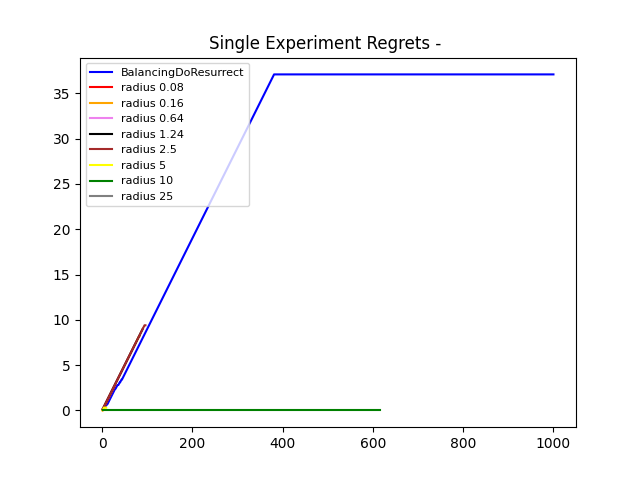 Single Experiment Regrets -
BalancingDoResurrect
radius 0.08
radius 0.16
radius 0.64
radius 1.24
radius 2.5
radius 5
radius 10
radius 25
35
30
25
20
15
10
5
0
0 200 400 600 800 1000